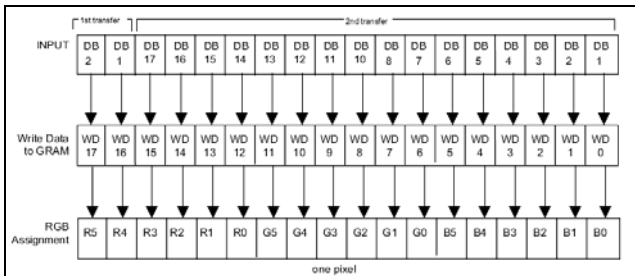 1st transfer 2nd transfer
INPUT DB 2 DB 1 DB 17 DB 16 DB 15 DB 14 DB 13 DB 12 DB 11 DB 10 DB 8 DB 7 DB 6 DB 5 DB 4 DB 3 DB 2 DB 1
Write Data to GRAM WD 17 WD 16 WD 15 WD 14 WD 13 WD 12 WD 11 WD 10 WD 9 WD 8 WD 7 WD 6 WD 5 WD 4 WD 3 WD 2 WD 1 WD 0
RGB Assignment R5 R4 R3 R2 R1 R0 G5 G4 G3 G2 G1 G0 B5 B4 B3 B2 B1 B0
one pixel